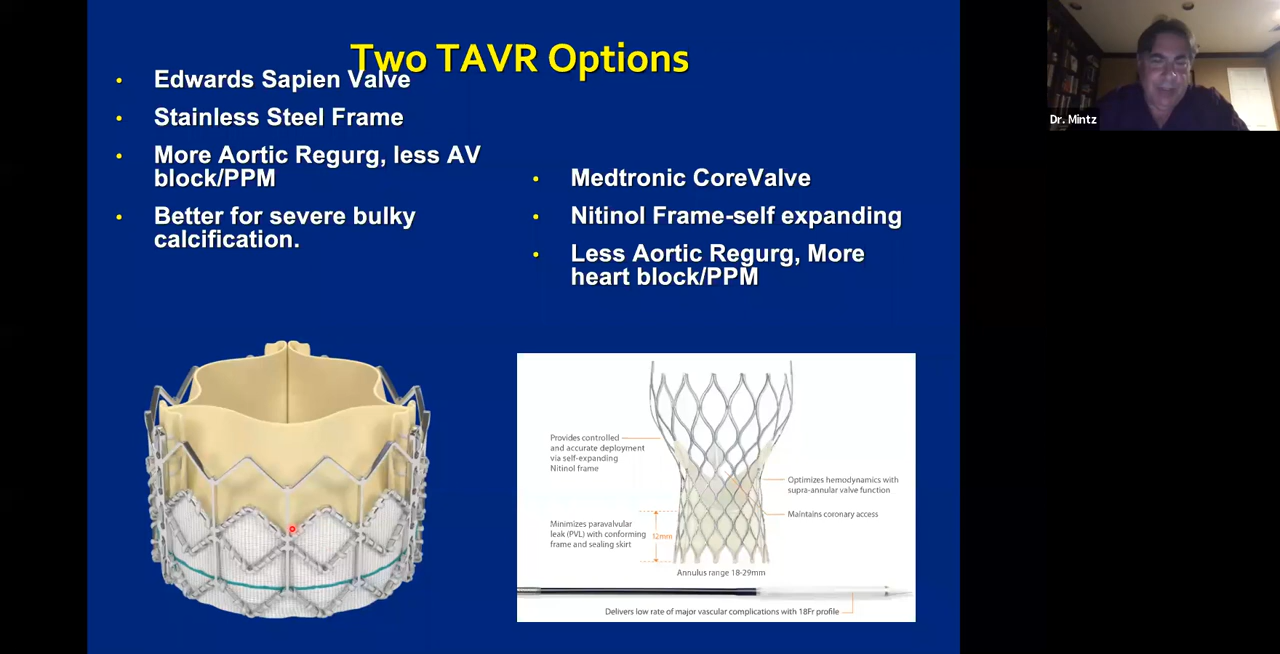 Two TAVR Options
• Edwards Sapien Valve
• Stainless Steel Frame
• More Aortic Regurg, less AV
block/PPM
• Better for severe bulky
calcification.
• Medtronic CoreValve
• Nitinol Frame-self expanding
• Less Aortic Regurg, More
heart block/PPM
Provides controlled
and accurate deployment
via self-expanding
Nitinol frame
Optimizes hemodynamics with
supra-annular valve function
Maintains coronary access
Minimizes paravalvular
leak (PVL) with conforming
frame and sealing skirt
12mm
Annulus range 18-29mm
Delivers low rate of major vascular complications with 18Fr profile
Dr. Mintz